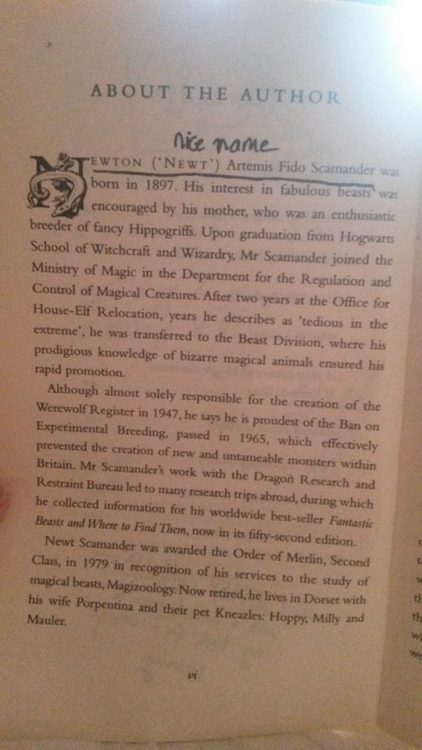 ABOUT THE AUTHOR
nice name
NEWTON (‘NEWT’) Artemis Fido Scamander was
born in 1897. His interest in fabulous beasts was
encouraged by his mother, who was an enthusiastic
breeder of fancy Hippogriffs. Upon graduation from Hogwarts
School of Witchcraft and Wizardry, Mr Scamander joined the
Ministry of Magic in the Department for the Regulation and
Control of Magical Creatures. After two years at the Office for
House-Elf Relocation, years he describes as ‘tedious in the
extreme’, he was transferred to the Beast Division, where his
prodigious knowledge of bizarre magical animals ensured his
rapid promotion.
Although almost solely responsible for the creation of the
Werewolf Register in 1947, he says he is proudest of the Ban on
Experimental Breeding, passed in 1965, which effectively
prevented the creation of new and untameable monsters within
Britain. Mr Scamander’s work with the Dragon Research and
Restraint Bureau led to many research trips abroad, during which
he collected information for his worldwide best-seller Fantastic
Beasts and Where to Find Them, now in its fifty-second edition.
Newt Scamander was awarded the Order of Merlin, Second
Class, in 1979 in recognition of his services to the study of
magical beasts, Magizoology. Now retired, he lives in Dorset with
his wife Porpentina and their pet Kneazles: Hoppy, Milly and
Mauler.
vi